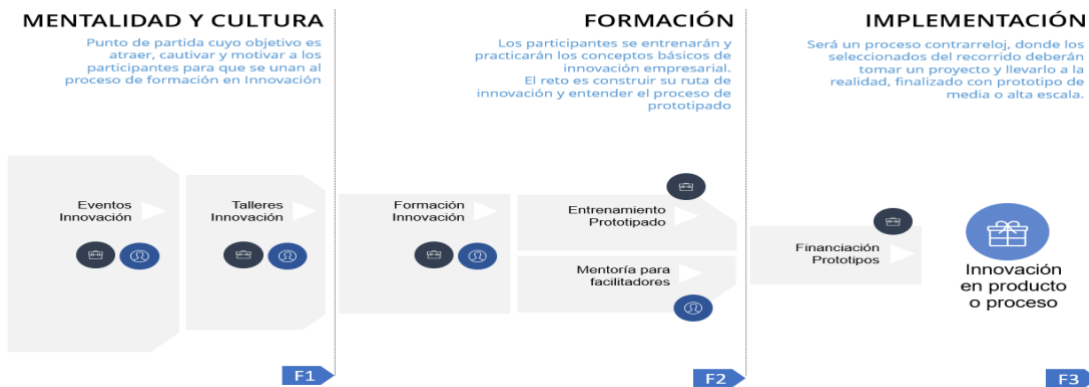 MENTALIDAD Y CULTURA
Punto de partida cuyo objetivo es
atraer, cautivar y motivar a los
participantes para que se unan al
proceso de formación en Innovación
Eventos
Innovación
Talleres
Innovación
F1
FORMACIÓN
Los participantes se entrenarán y
practicarán los conceptos básicos de
innovación empresarial.
El reto es construir su ruta de
innovación y entender el proceso de
prototipado
Formación
Innovación
Entrenamiento
Prototipado
Mentoría para
facilitadores
F2
IMPLEMENTACIÓN
Será un proceso contrarreloj, donde los
seleccionados del recorrido deberán
tomar un proyecto y llevarlo a la
realidad, finalizado con prototipo de
media o alta escala.
Financiación
Prototipos
Innovación
en producto
o proceso
F3